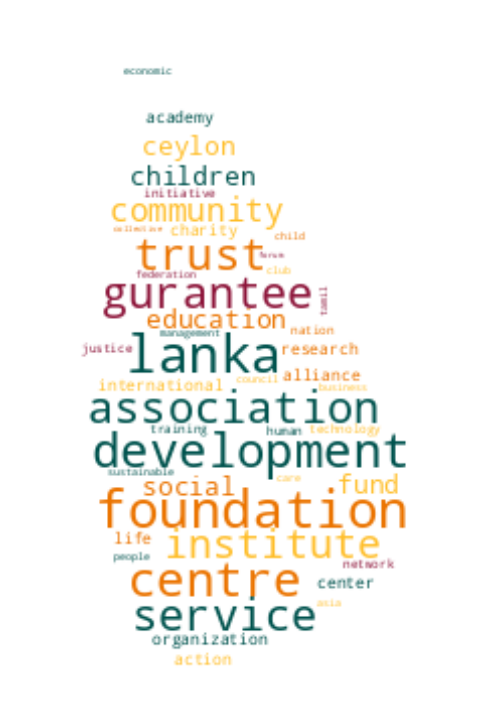 economic
academy
ceylon
children
initiative
community
collective charity
child
trust
forum
club
federation
gurantee
tamil
education
nation
management
lanka
justice
research
alliance
international
council
business
association
training
human
technology
development
sustainable
care
social
fund
foundation
life
institute
people
network
centre
center
asia
service
organization
action